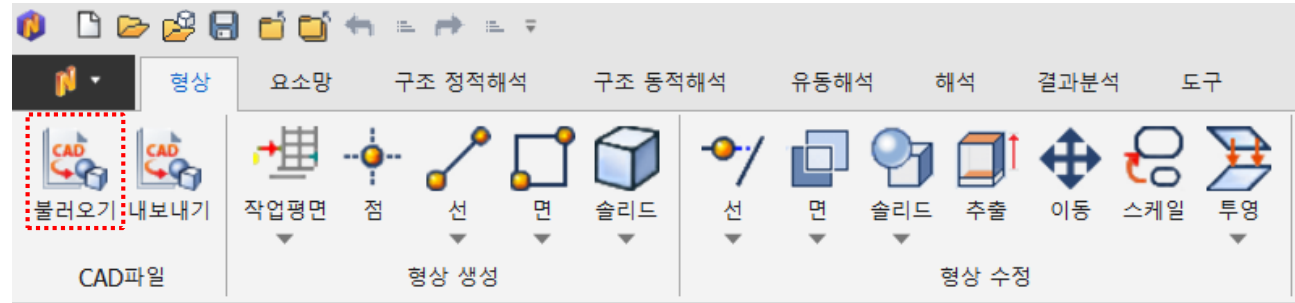 형상 요소망 구조 정적해석 구조 동적해석 유동해석 해석 결과분석 도구
CAD CAD
불러오기 내보내기 작업평면 점 선 면 솔리드 선 면 솔리드 추출 이동 스케일 투영
CAD파일 형상 생성 형상 수정